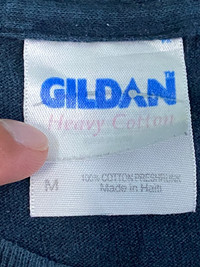 GILDAN
Heavy Cotton
M
100% COTTON PRESHRUNK
Made in Haiti